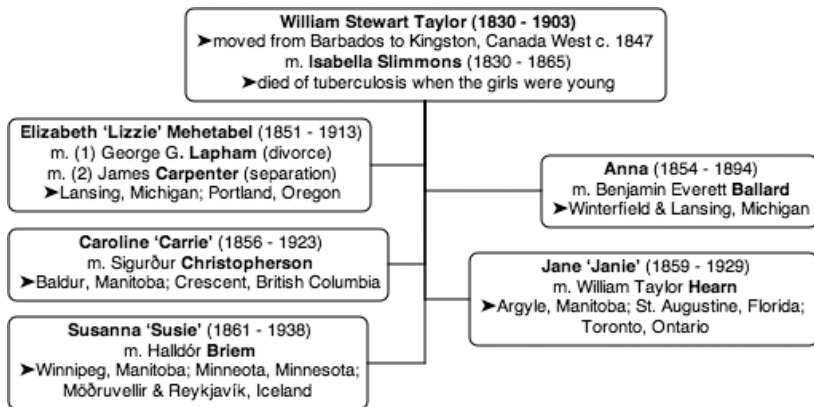 William Stewart Taylor (1830 - 1903)
➤moved from Barbados to Kingston, Canada West c. 1847
m. Isabella Slimmons (1830 - 1865)
➤died of tuberculosis when the girls were young
Elizabeth ‘Lizzie’ Mehetabel (1851 - 1913)
m. (1) George G. Lapham (divorce)
m. (2) James Carpenter (separation)
➤Lansing, Michigan; Portland, Oregon
Anna (1854 - 1894)
m. Benjamin Everett Ballard
➤Winterfield & Lansing, Michigan
Caroline ‘Carrie’ (1856 - 1923)
m. Sigurður Christopherson
➤Baldur, Manitoba; Crescent, British Columbia
Jane ‘Janie’ (1859 - 1929)
m. William Taylor Hearn
➤Argyle, Manitoba; St. Augustine, Florida;
Toronto, Ontario
Susanna ‘Susie’ (1861 - 1938)
m. Halldór Briem
➤Winnipeg, Manitoba; Minneota, Minnesota;
Möðruvellir & Reykjavík, Iceland